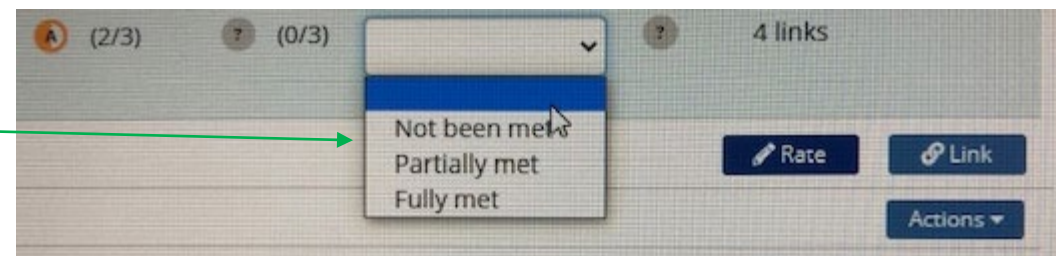 A (2/3) ? (0/3) ? 4 links
Not been met
Partially met
Fully met
Rate
Link
Actions